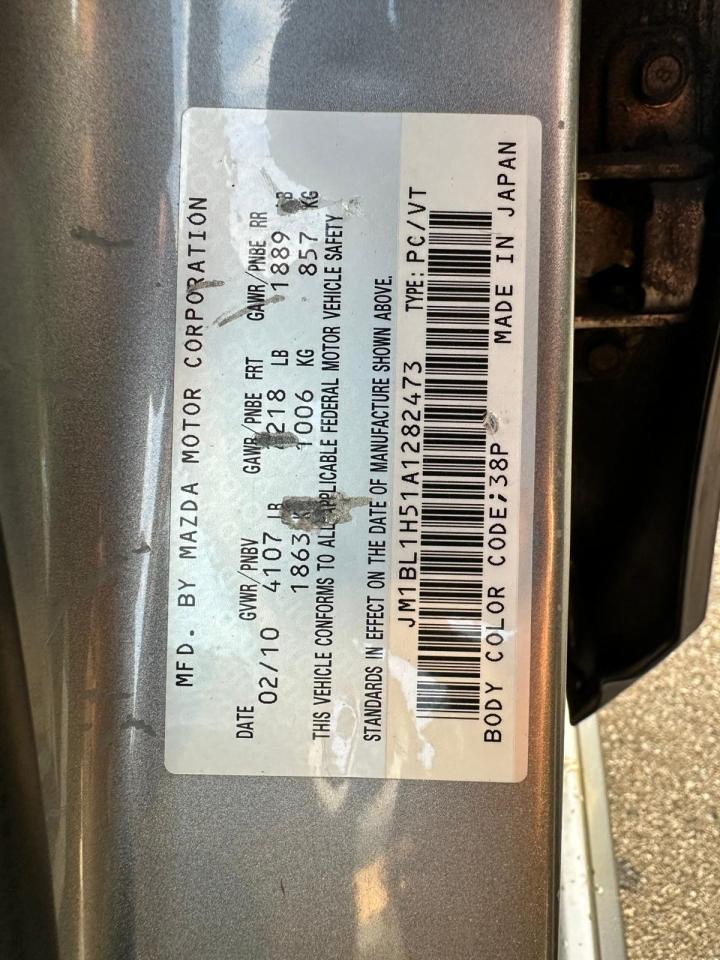 MFD. BY MAZDA MOTOR CORPORATION
DATE GVWR/PNBV GAWR/PNBE FRT GAWR/PNBE RR
02/10 4107 LB 218 LB 1889
1863 1006 KG 857 KG
THIS VEHICLE CONFORMS TO ALL APPLICABLE FEDERAL MOTOR VEHICLE SAFETY
STANDARDS IN EFFECT ON THE DATE OF MANUFACTURE SHOWN ABOVE.
JM1BL1H51A1282473 TYPE: PC/VT
BODY COLOR CODE;38P MADE IN JAPAN